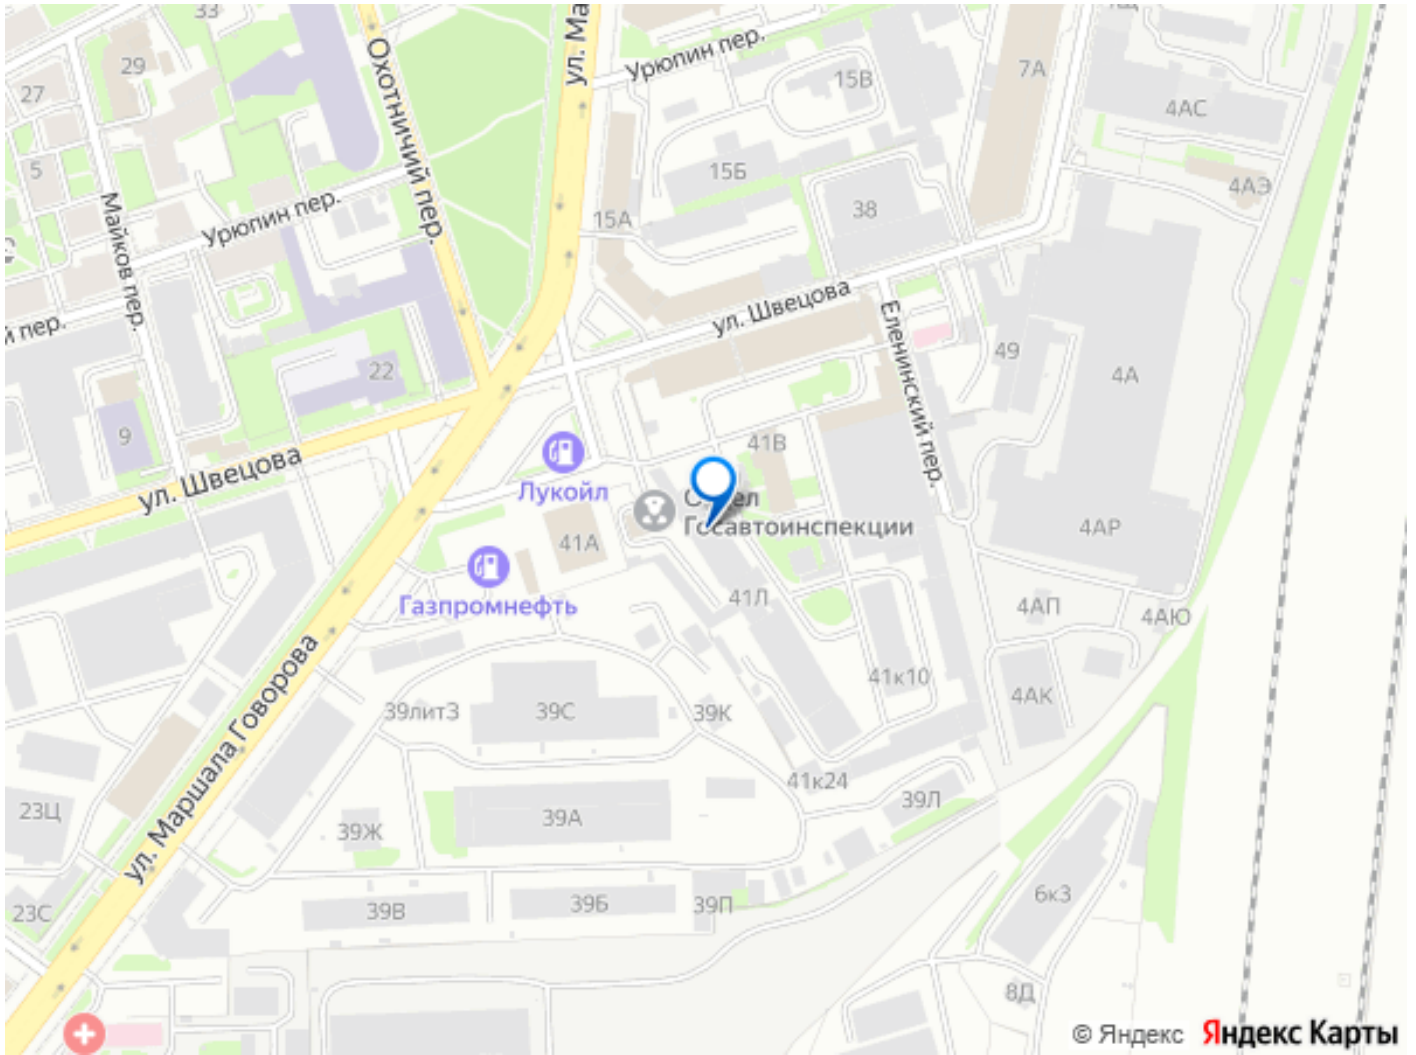 33
ул. Ма
Урюпин пер.
29
27
Охотничий пер.
15В
7А
4АС
5
15Б
4АЭ
Майков пер.
Урюпин пер.
15А
38
й пер.
ул. Швецова
Еленинский пер.
22
49
4А
9
41В
ул. Швецова
Лукойл
Госавтоинспекции
41А
4АР
Газпромнефть
41Л
4АП
4АЮ
ул. Маршала Говорова
41к10
4АК
39лит3
39С
39К
41к24
39Л
23Ц
39Ж
39А
6к3
23С
39В
39Б
39П
8Д
© Яндекс Яндекс Карты